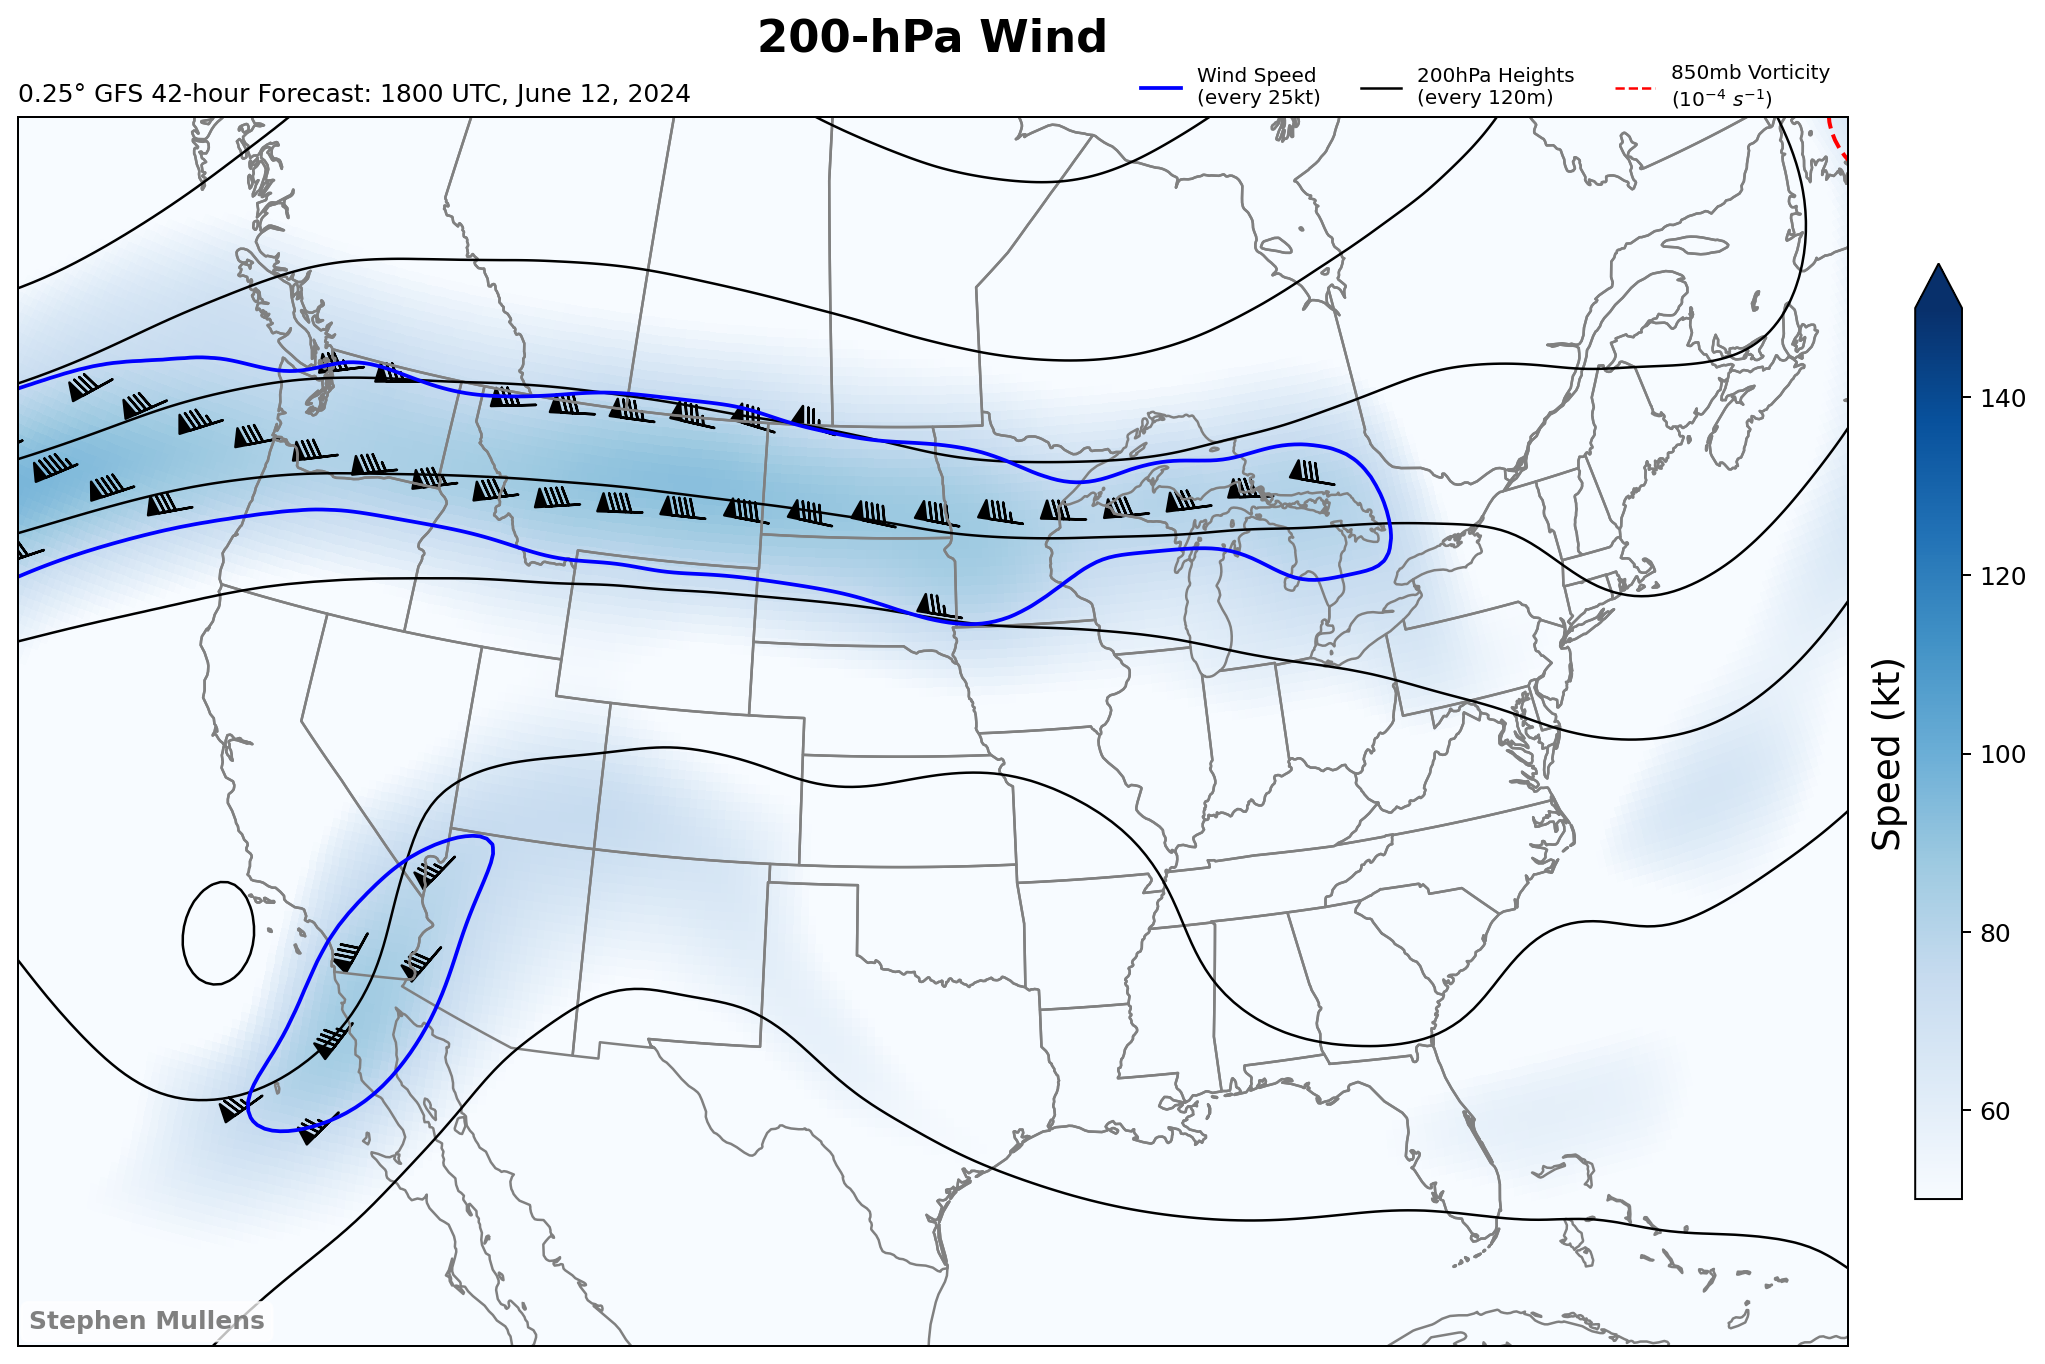 200-hPa Wind
0.25° GFS 42-hour Forecast: 1800 UTC, June 12, 2024
Wind Speed
(every 25kt)
200hPa Heights
(every 120m)
850mb Vorticity
(10⁻⁴ s⁻¹)
140
120
100
80
60
Speed (kt)
Stephen Mullens